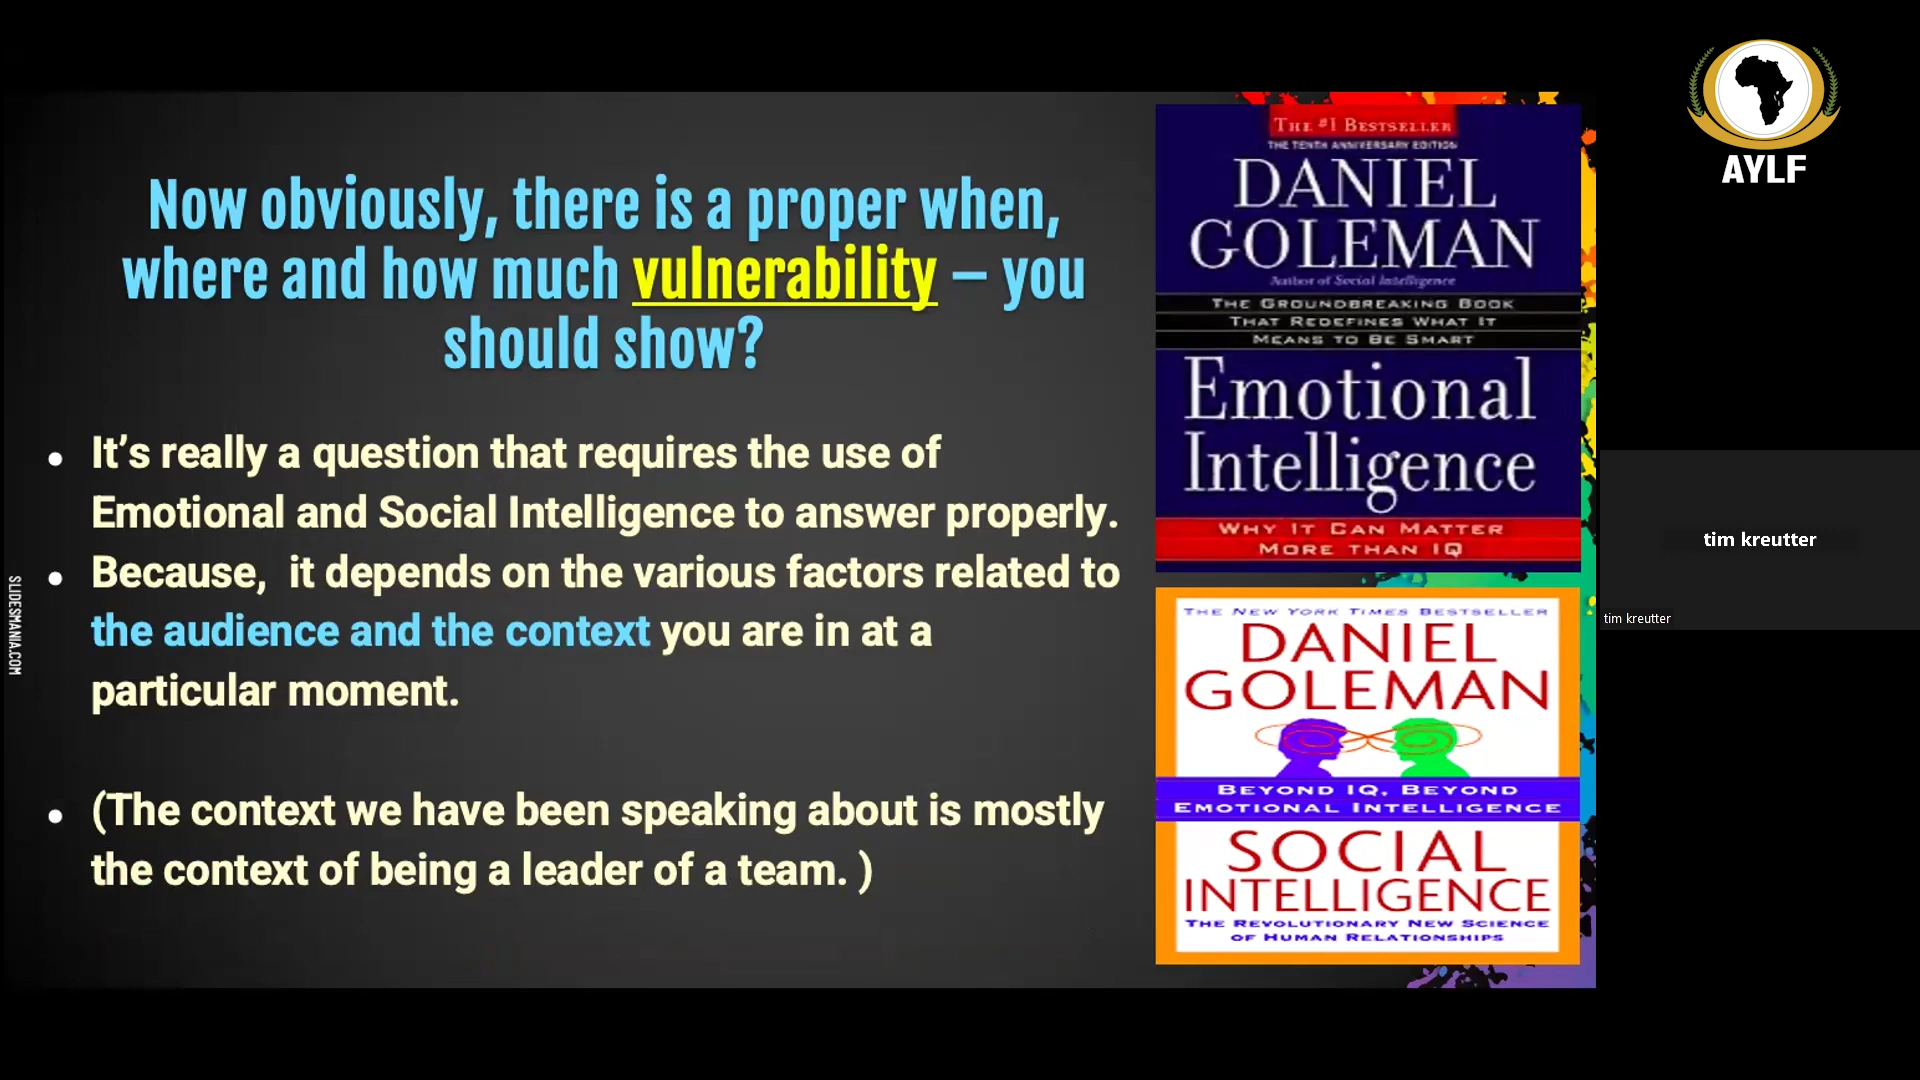 Now obviously, there is a proper when,
where and how much vulnerability – you
should show?
• It’s really a question that requires the use of
Emotional and Social Intelligence to answer properly.
• Because, it depends on the various factors related to
the audience and the context you are in at a
particular moment.
• (The context we have been speaking about is mostly
the context of being a leader of a team. )
SLIDESMANIA.COM
THE #1 BESTSELLER
THE TENTH ANNIVERSARY EDITION
DANIEL
GOLEMAN
Author of Social Intelligence
THE GROUNDBREAKING BOOK
THAT REDEFINES WHAT IT
MEANS TO BE SMART
Emotional
Intelligence
WHY IT CAN MATTER
MORE THAN IQ
THE NEW YORK TIMES BESTSELLER
DANIEL
GOLEMAN
BEYOND IQ, BEYOND
EMOTIONAL INTELLIGENCE
SOCIAL
INTELLIGENCE
THE REVOLUTIONARY NEW SCIENCE
OF HUMAN RELATIONSHIPS
AYLF
tim kreutter
tim kreutter